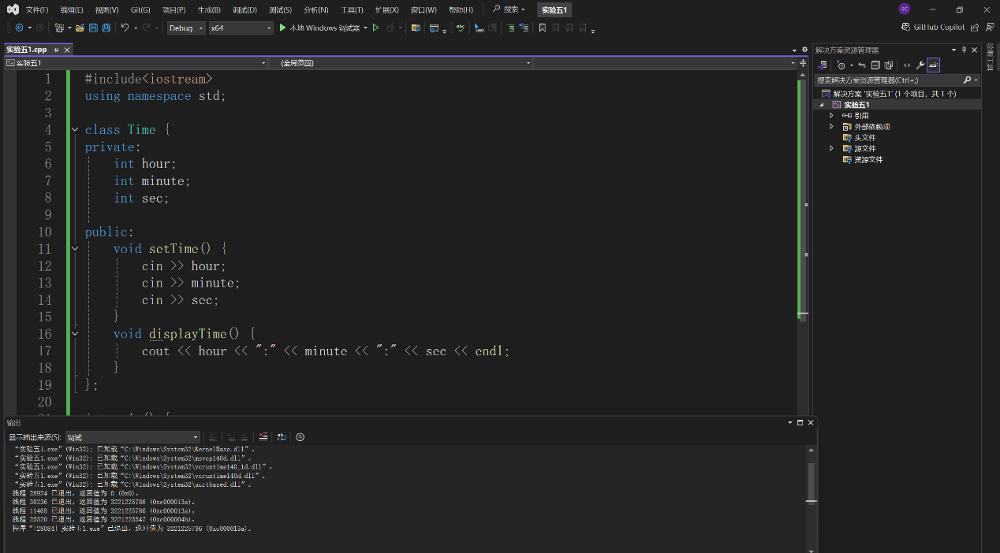 文件(F) 编辑(E) 视图(V) Git(G) 项目(P) 生成(B) 调试(D) 测试(S) 分析(N) 工具(T) 扩展(X) 窗口(W) 帮助(H) 搜索 实验五1 SC
Debug x64 本地 Windows 调试器 GitHub Copilot
实验五1.cpp
实验五1 (全局范围)
1 #include<iostream>
2 using namespace std;
3
4 class Time {
5 private:
6 int hour;
7 int minute;
8 int sec;
9
10 public:
11 void setTime() {
12 cin >> hour;
13 cin >> minute;
14 cin >> sec;
15 }
16 void displayTime() {
17 cout << hour << ":" << minute << ":" << sec << endl;
18 }
19 };
20
解决方案资源管理器
搜索解决方案资源管理器(Ctrl+;)
解决方案 '实验五1' (1 个项目，共 1 个)
实验五1
引用
外部依赖项
头文件
源文件
资源文件
诊断工具
输出
显示输出来源(S): 调试
“实验五1.exe”(Win32): 已加载“C:\Windows\System32\KernelBase.dll”。
“实验五1.exe”(Win32): 已加载“C:\Windows\System32\msvcp140d.dll”。
“实验五1.exe”(Win32): 已加载“C:\Windows\System32\vcruntime140_1d.dll”。
“实验五1.exe”(Win32): 已加载“C:\Windows\System32\vcruntime140d.dll”。
“实验五1.exe”(Win32): 已加载“C:\Windows\System32\ucrtbased.dll”。
线程 28924 已退出，返回值为 0 (0x0)。
线程 30236 已退出，返回值为 3221225786 (0xc000013a)。
线程 11468 已退出，返回值为 3221225786 (0xc000013a)。
线程 25520 已退出，返回值为 3221225547 (0xc000004b)。
程序“[28084] 实验五1.exe”已退出，返回值为 3221225786 (0xc000013a)。